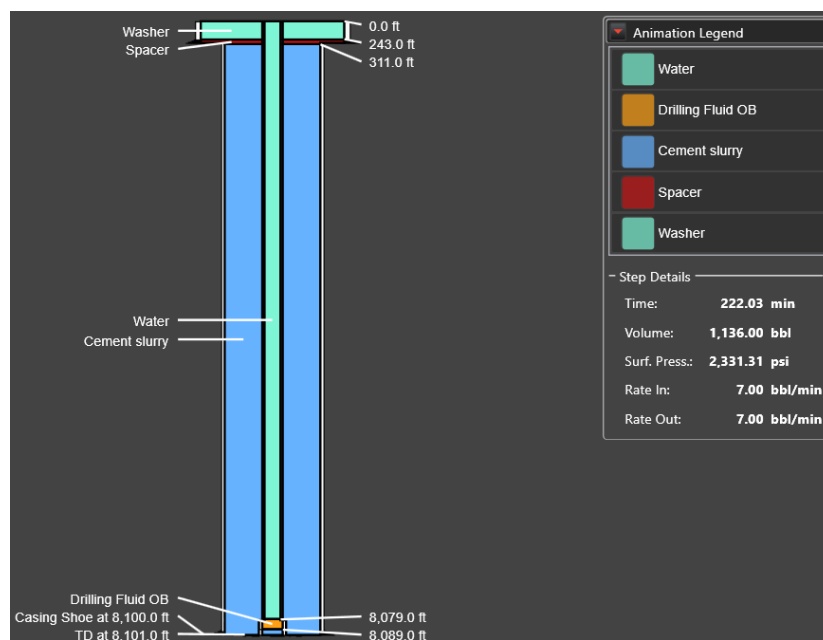 Washer
Spacer
0.0 ft
243.0 ft
311.0 ft
Water
Cement slurry
Drilling Fluid OB
Casing Shoe at 8,100.0 ft
TD at 8,101.0 ft
8,079.0 ft
8,089.0 ft
Animation Legend
Water
Drilling Fluid OB
Cement slurry
Spacer
Washer
Step Details
Time: 222.03 min
Volume: 1,136.00 bbl
Surf. Press.: 2,331.31 psi
Rate In: 7.00 bbl/min
Rate Out: 7.00 bbl/min